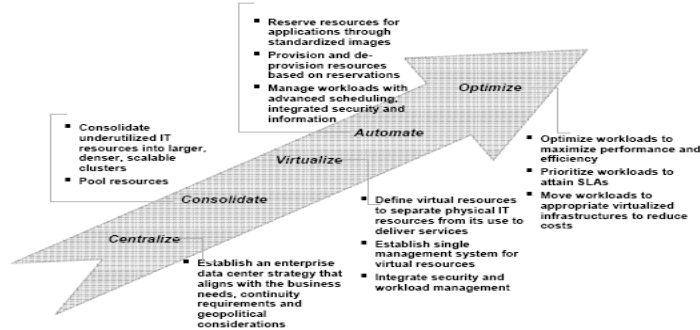 Reserve resources for
applications through
standardized images
Provision and de-
provision resources
based on reservations
Manage workloads with
advanced scheduling,
integrated security and
information
Optimize
Automate
Virtualize
Consolidate
Centralize
Consolidate
underutilized IT
resources into larger,
denser, scalable
clusters
Pool resources
Optimize workloads to
maximize performance and
efficiency
Prioritize workloads to
attain SLAs
Move workloads to
appropriate virtualized
infrastructures to reduce
costs
Define virtual resources
to separate physical IT
resources from its use to
deliver services
Establish single
management system for
virtual resources
Integrate security and
workload management
Establish an enterprise
data center strategy that
aligns with the business
needs, continuity
requirements and
geopolitical
considerations